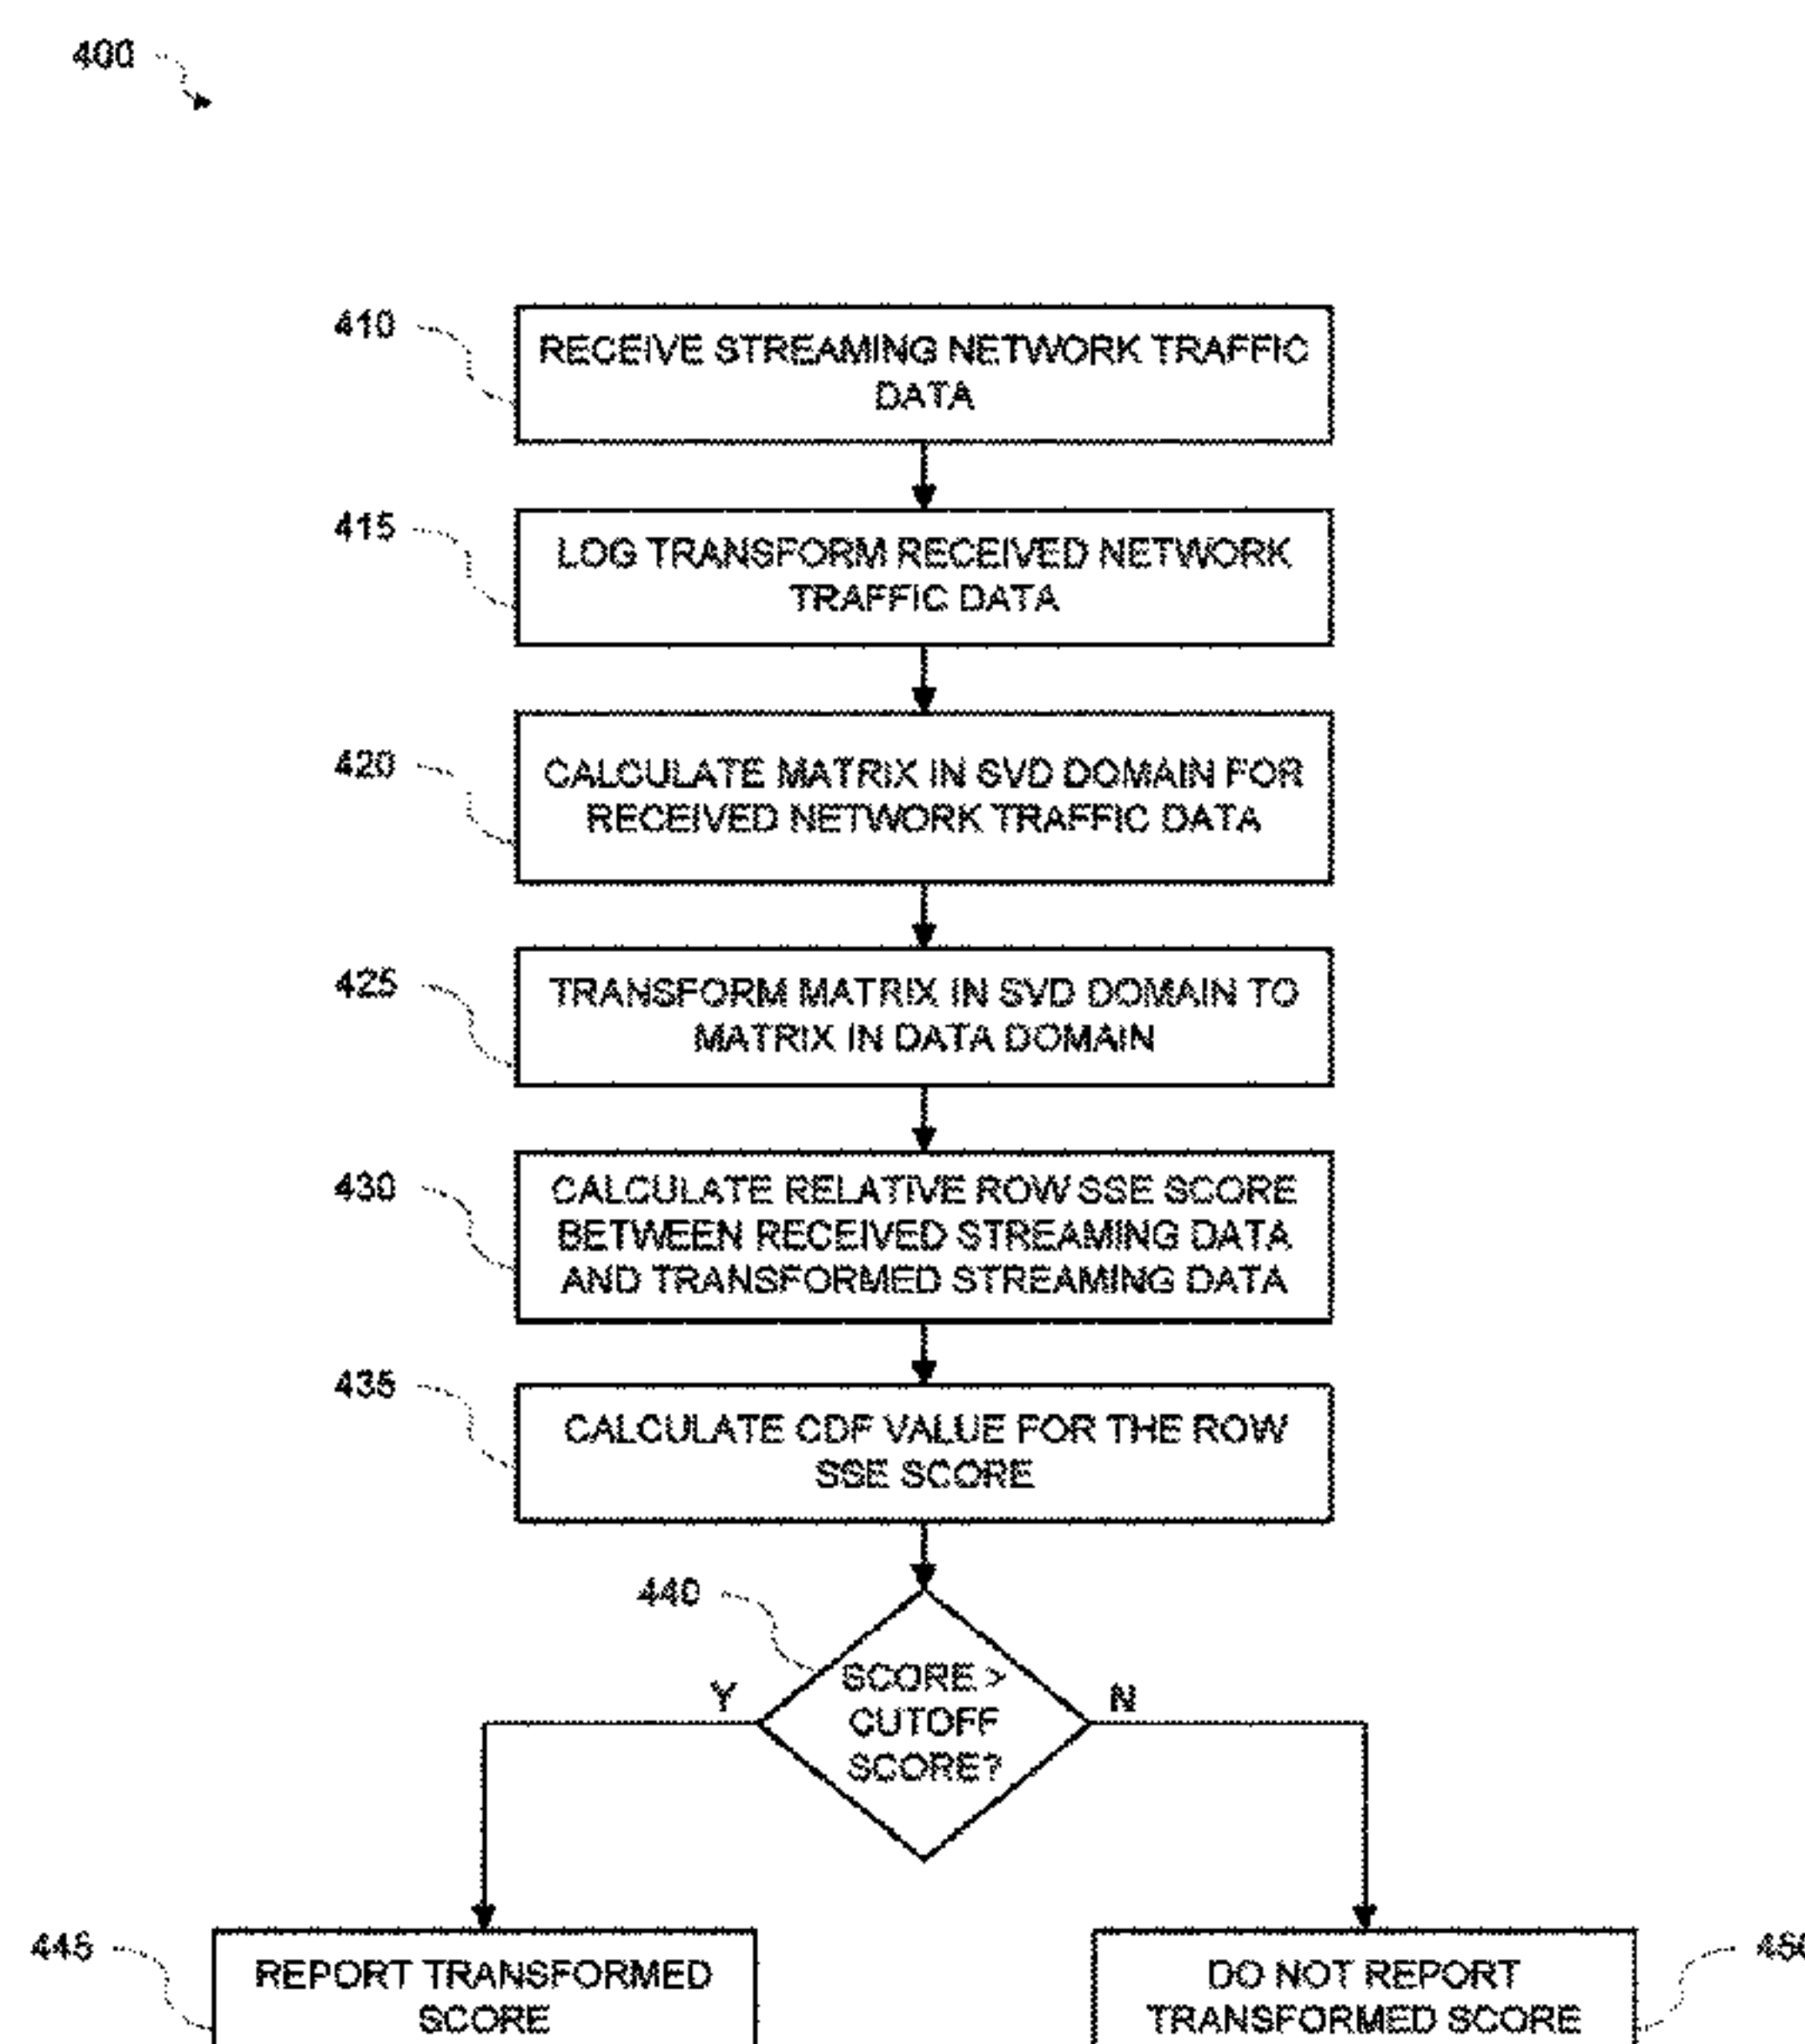 400
410
RECEIVE STREAMING NETWORK TRAFFIC
DATA
415
LOG TRANSFORM RECEIVED NETWORK
TRAFFIC DATA
420
CALCULATE MATRIX IN SVD DOMAIN FOR
RECEIVED NETWORK TRAFFIC DATA
425
TRANSFORM MATRIX IN SVD DOMAIN TO
MATRIX IN DATA DOMAIN
430
CALCULATE RELATIVE ROW SSE SCORE
BETWEEN RECEIVED STREAMING DATA
AND TRANSFORMED STREAMING DATA
435
CALCULATE CDF VALUE FOR THE ROW
SSE SCORE
440
SCORE >
CUTOFF
SCORE?
Y
N
445
REPORT TRANSFORMED
SCORE
DO NOT REPORT
TRANSFORMED SCORE